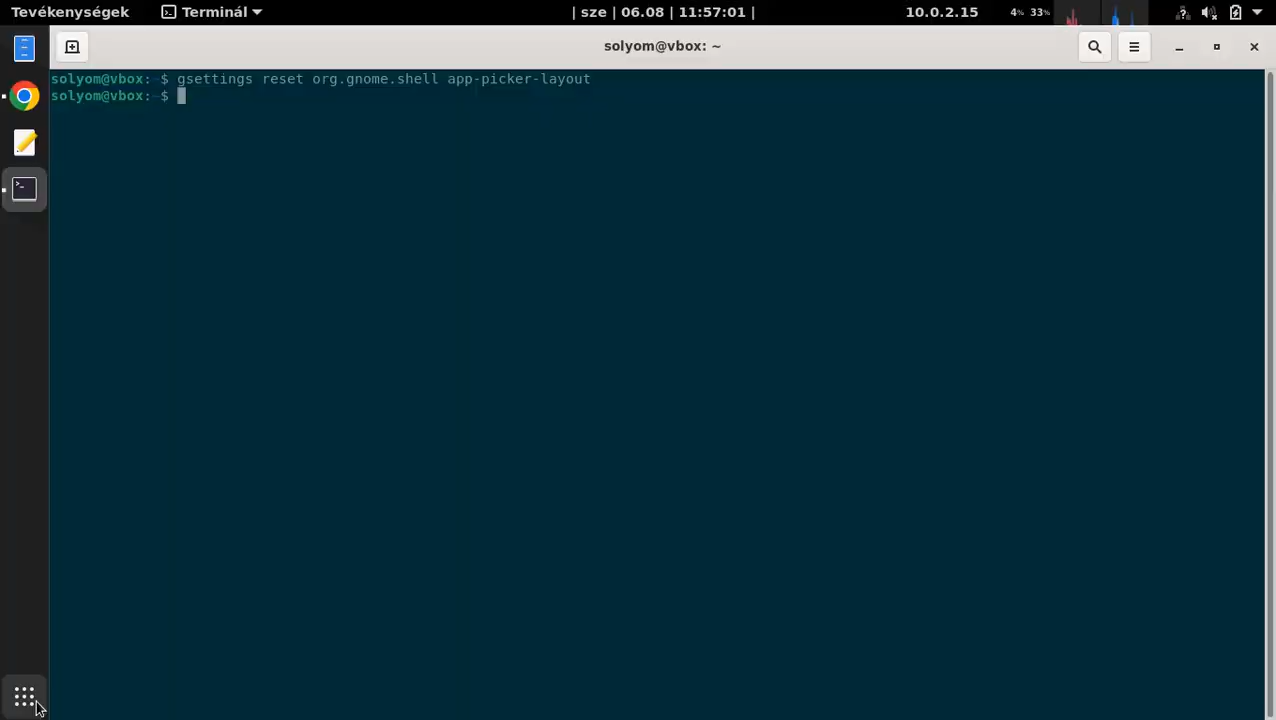 Tevékenységek Terminál | sze | 06.08 | 11:57:01 | 10.0.2.15 4% 33%
solyom@vbox: ~
solyom@vbox:~$ gsettings reset org.gnome.shell app-picker-layout
solyom@vbox:~$